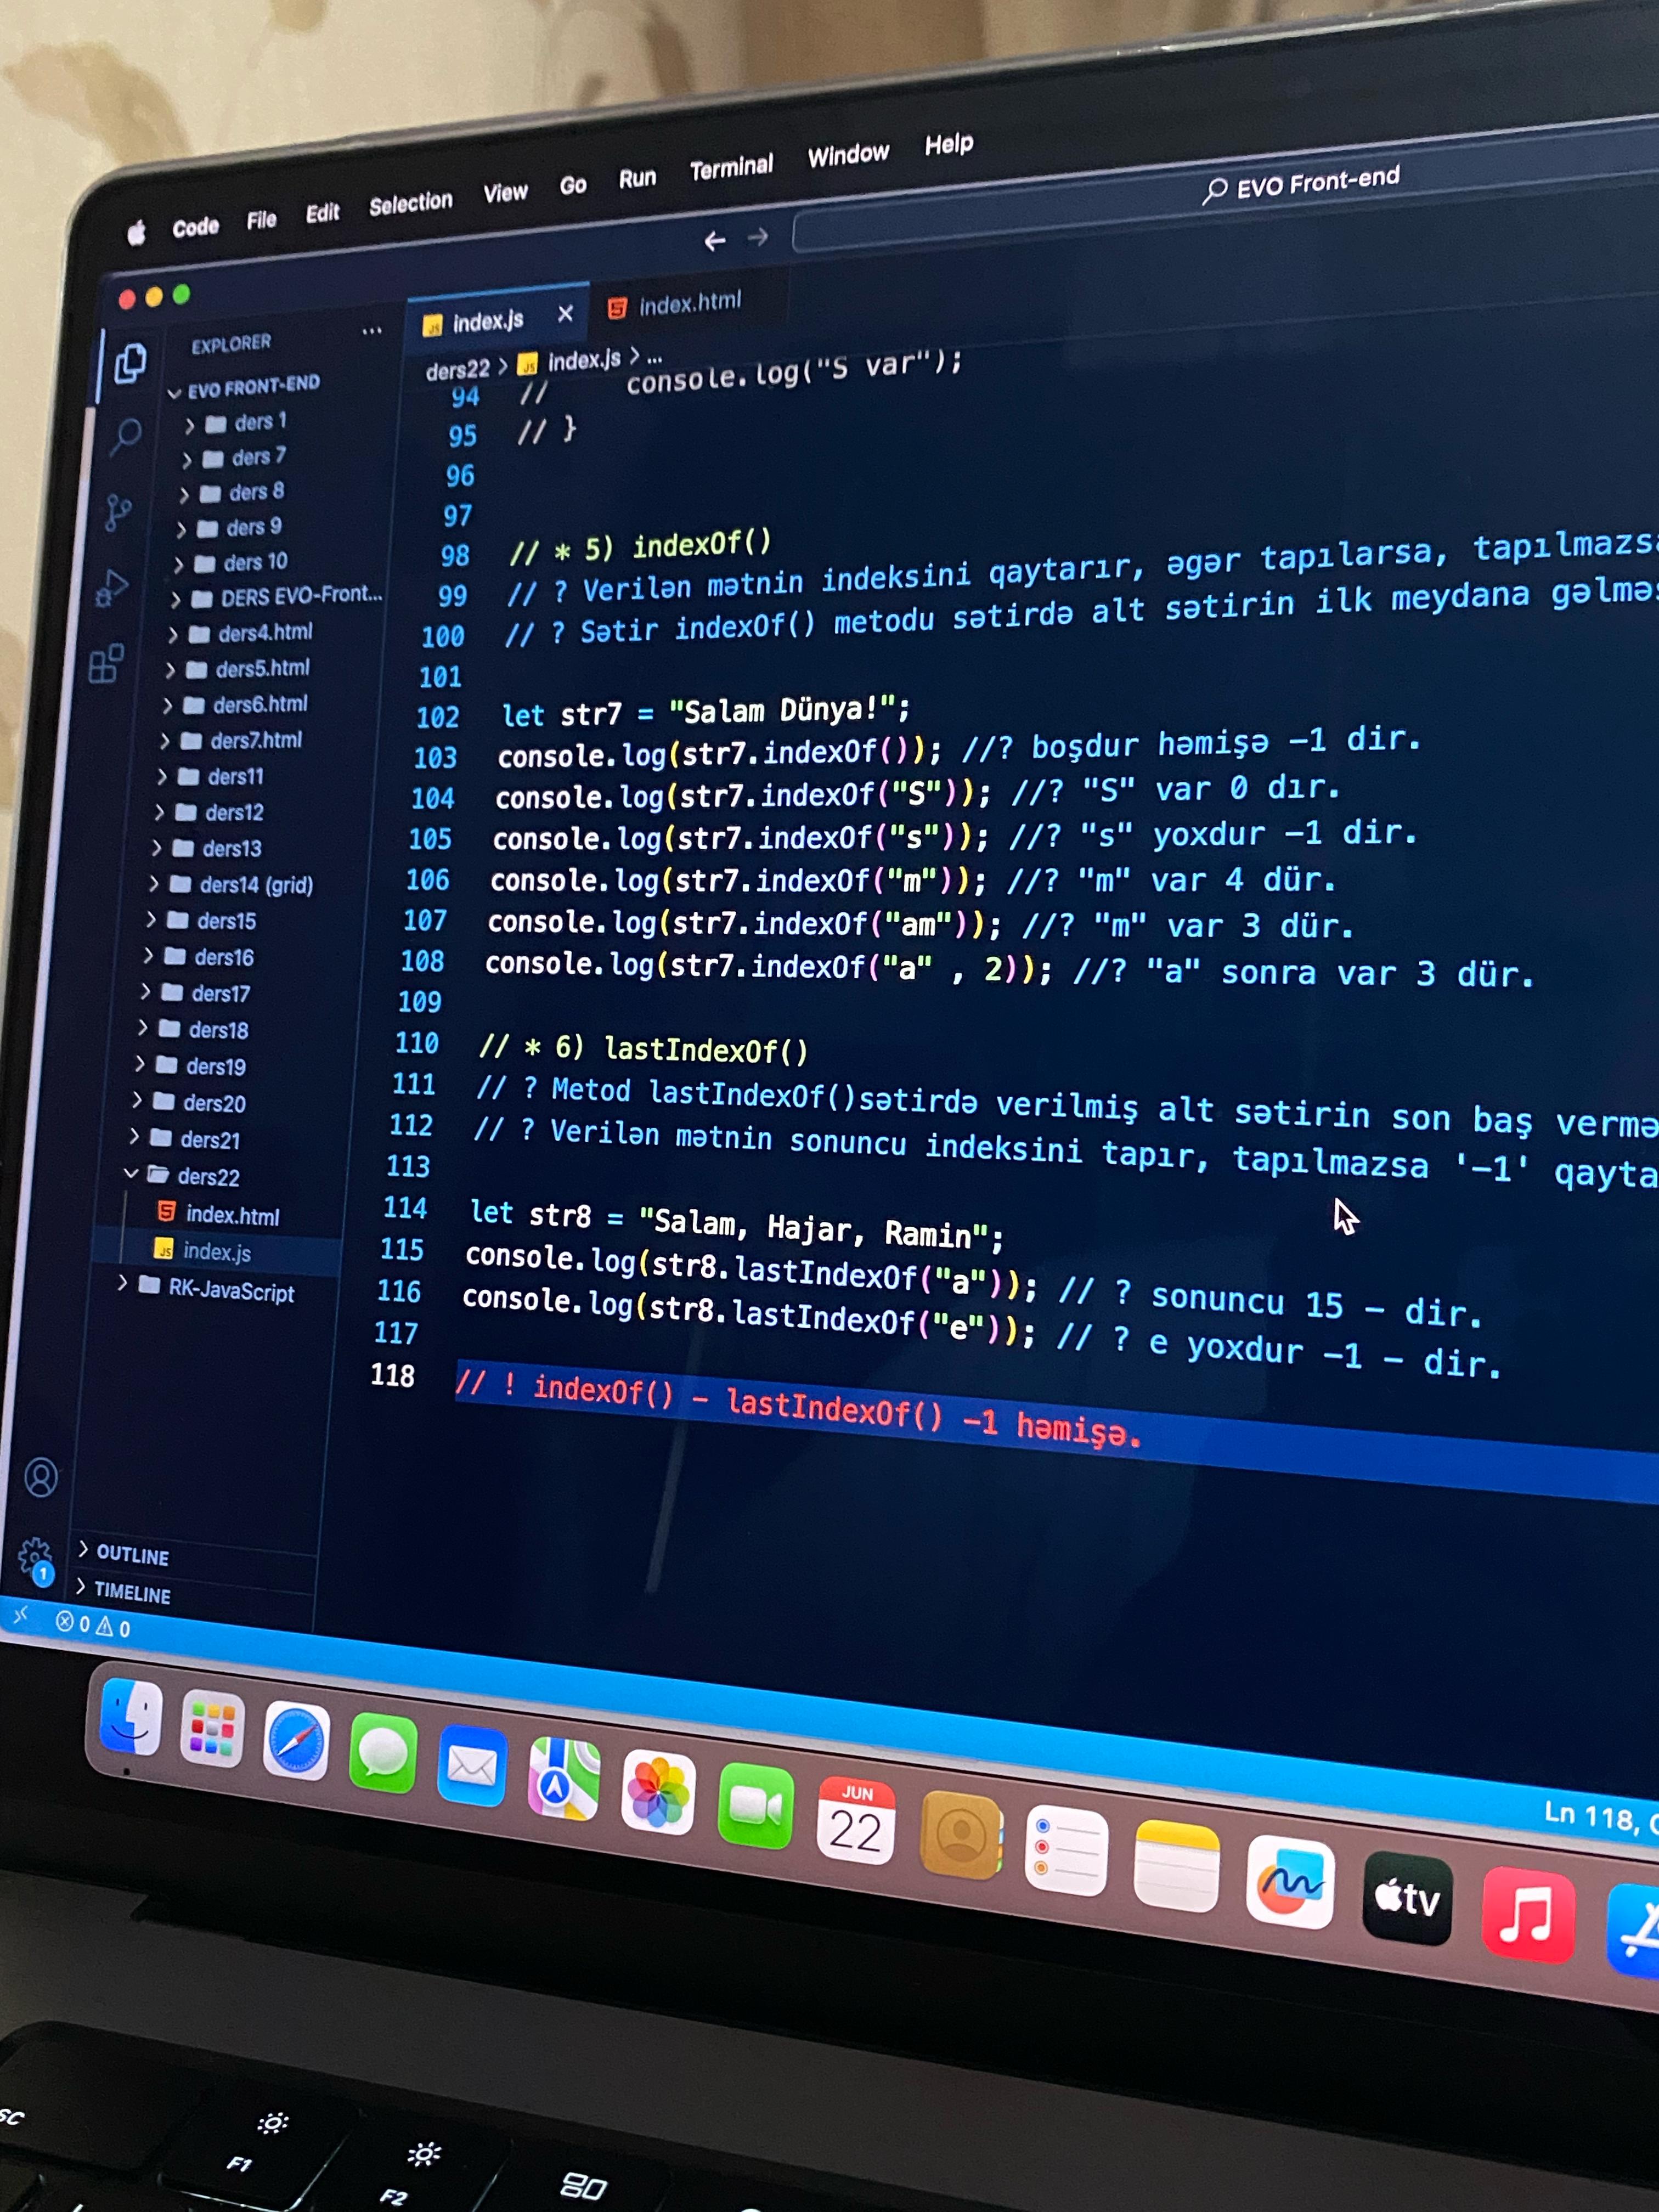 Code File Edit Selection View Go Run Terminal Window Help
EVO Front-end
EXPLORER ...
index.js
index.html
ders22 > index.js > ...
EVO FRONT-END
ders 1
ders 7
ders 8
ders 9
ders 10
DERS EVO-Front...
ders4.html
ders5.html
ders6.html
ders7.html
ders11
ders12
ders13
ders14 (grid)
ders15
ders16
ders17
ders18
ders19
ders20
ders21
ders22
index.html
index.js
RK-JavaScript
OUTLINE
TIMELINE
94 // console.log("S var");
95 // }
96
97
98 // * 5) indexOf()
99 // ? Verilən mətnin indeksini qaytarır, əgər tapılarsa, tapılmazsa
100 // ? Sətir indexOf() metodu sətirdə alt sətirin ilk meydana gəlməs
101
102 let str7 = "Salam Dünya!";
103 console.log(str7.indexOf()); //? boşdur həmişə -1 dir.
104 console.log(str7.indexOf("S")); //? "S" var 0 dır.
105 console.log(str7.indexOf("s")); //? "s" yoxdur -1 dir.
106 console.log(str7.indexOf("m")); //? "m" var 4 dür.
107 console.log(str7.indexOf("am")); //? "m" var 3 dür.
108 console.log(str7.indexOf("a" , 2)); //? "a" sonra var 3 dür.
109
110 // * 6) lastIndexOf()
111 // ? Metod lastIndexOf()sətirdə verilmiş alt sətirin son baş vermə
112 // ? Verilən mətnin sonuncu indeksini tapır, tapılmazsa '-1' qayta
113
114 let str8 = "Salam, Hajar, Ramin";
115 console.log(str8.lastIndexOf("a")); // ? sonuncu 15 - dir.
116 console.log(str8.lastIndexOf("e")); // ? e yoxdur -1 - dir.
117
118 // ! indexOf() - lastIndexOf() -1 həmişə.
1
0 0
Ln 118,
JUN
22
tv
F1
F2